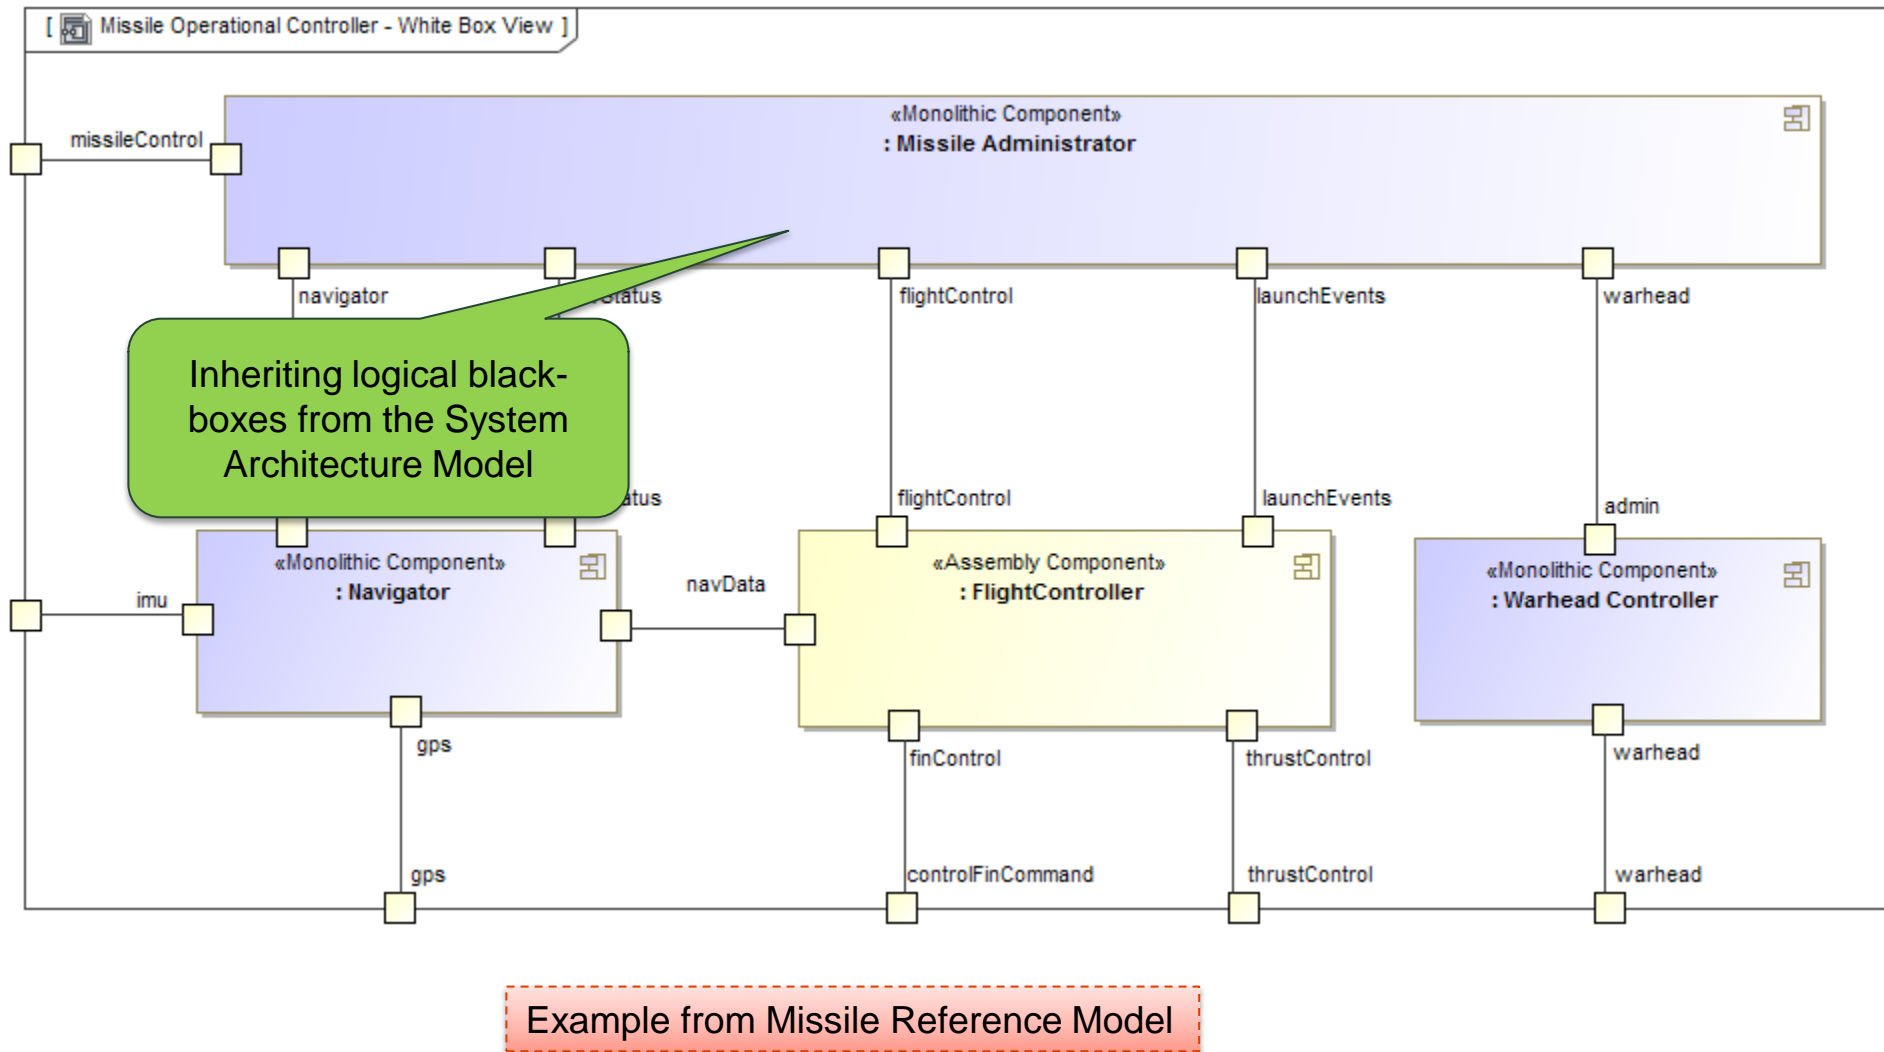 [ Missile Operational Controller - White Box View ]
missileControl
«Monolithic Component»
: Missile Administrator
navigator
flightControl
launchEvents
warhead
Inheriting logical black-
boxes from the System
Architecture Model
flightControl
launchEvents
admin
«Monolithic Component»
: Navigator
imu
navData
«Assembly Component»
: FlightController
«Monolithic Component»
: Warhead Controller
gps
finControl
thrustControl
warhead
gps
controlFinCommand
thrustControl
warhead
Example from Missile Reference Model